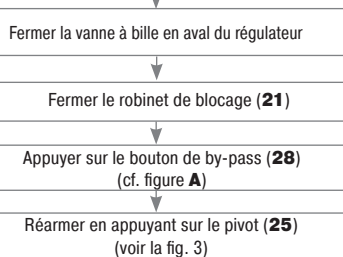 Fermer la vanne à bille en aval du régulateur
Fermer le robinet de blocage (21)
Appuyer sur le bouton de by-pass (28)
(cf. figure A)
Réarmer en appuyant sur le pivot (25)
(voir la fig. 3)